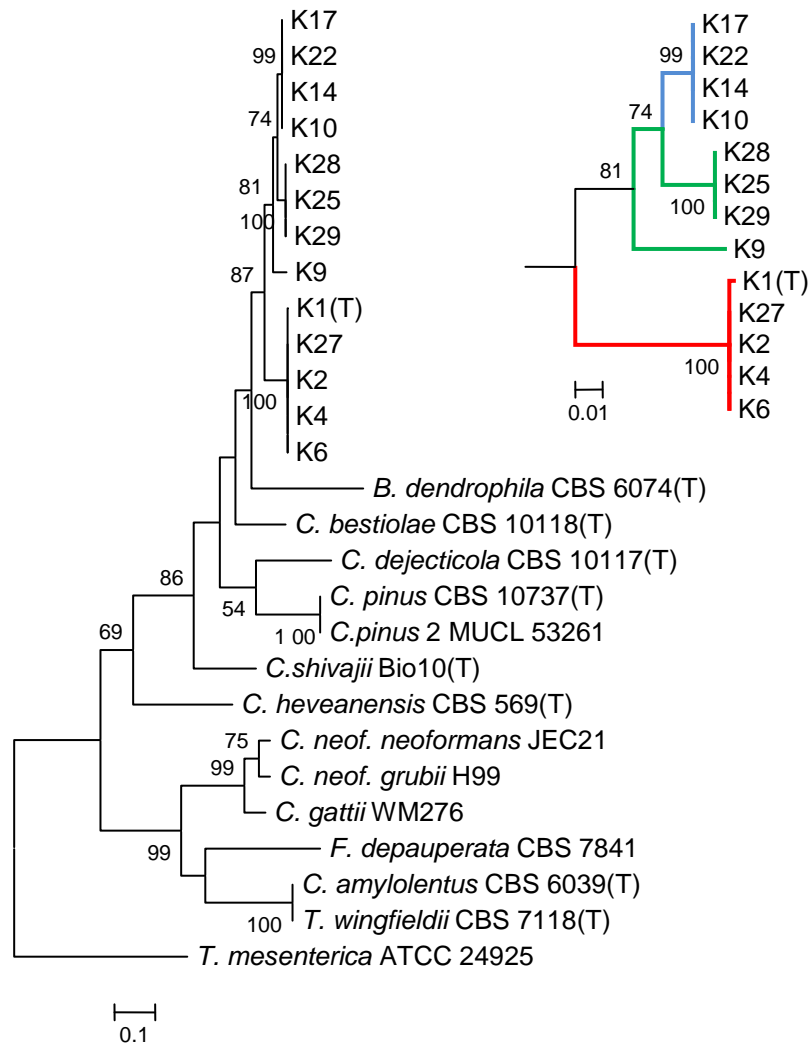 K17
99
K22
74
K14
K10
K28
81
K25
100
K29
87
K9
K1(T)
K27
K2
100
K4
K6
B. dendrophila CBS 6074(T)
C. bestiolae CBS 10118(T)
C. dejecticola CBS 10117(T)
86
C. pinus CBS 10737(T)
54
1 00
C.pinus 2 MUCL 53261
69
C.shivajii Bio10(T)
C. heveanensis CBS 569(T)
75
C. neof. neoformans JEC21
99
C. neof. grubii H99
C. gattii WM276
99
F. depauperata CBS 7841
C. amylolentus CBS 6039(T)
100
T. wingfieldii CBS 7118(T)
T. mesenterica ATCC 24925
0.1
K17
99
K22
K14
74
K10
K28
81
K25
100
K29
K9
K1(T)
K27
K2
100
K4
K6
0.01